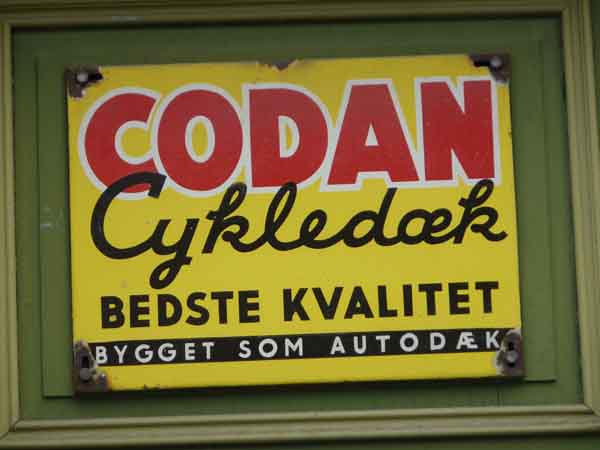 CODAN
Cykledæk
BEDSTE KVALITET
BYGGET SOM AUTODÆK